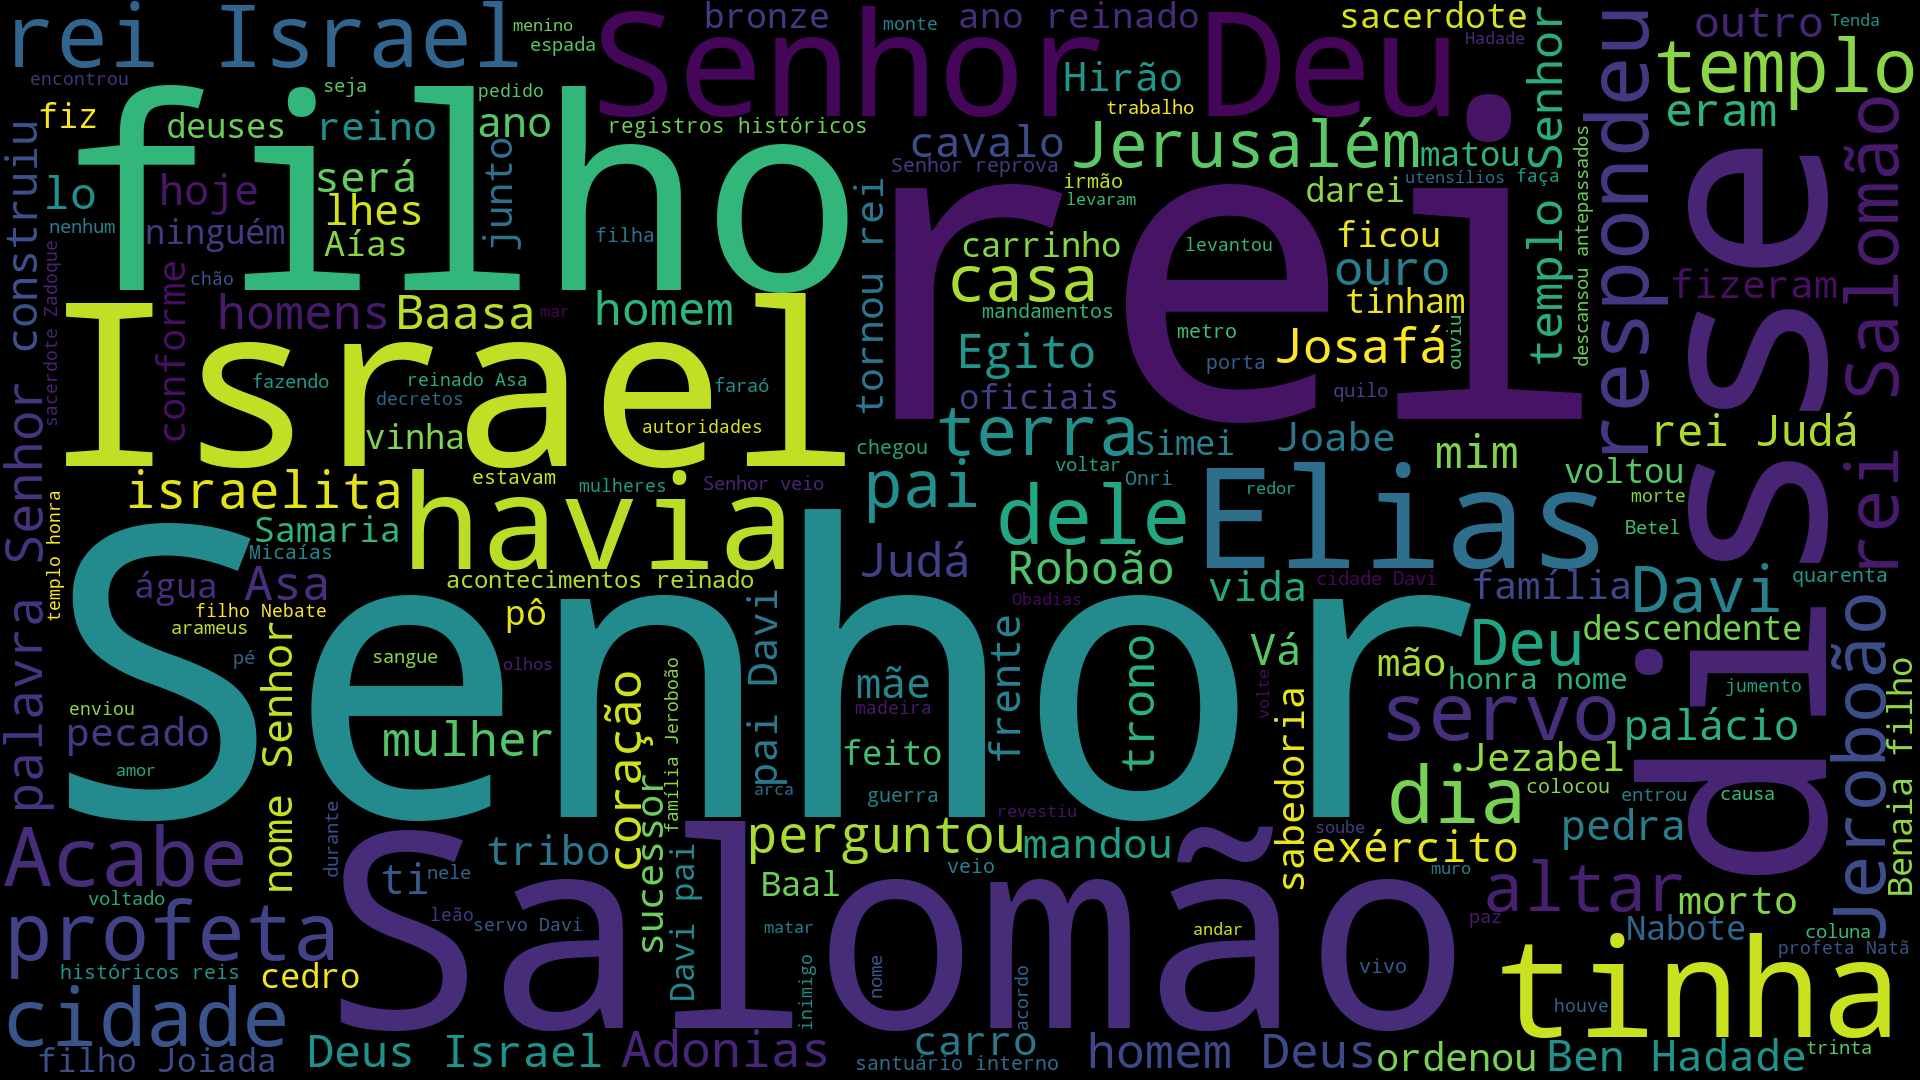 rei Israel
menino
espada
Senhor Deu
bronze
monte
ano reinado
sacerdote
Hadade
outro
Tenda
templo
eram
encontrou
fiz
filho
seja
pedido
deuses
reino
ano
registros históricos
Hirão
trabalho
cavalo
Senhor reprova
Jerusalém
matou
utensílios
faça
irmão
levaram
darei
templo Senhor
descansou antepassados
respondeu
disse
rei Salomão
fizeram
lo
nenhum
hoje
será
lhes
junto
ninguém
Aías
filha
chão
conforme
sacerdote Zadoque
palavra Senhor
construiu
rei
tornou rei
carrinho
levantou
ficou
casa
ouro
tinham
mandamentos
metro
Egito
porta
Josafá
ouviu
quilo
oficiais
homens
Baasa
mar
homem
Israel
fazendo
reinado Asa
decretos
faraó
vinha
autoridades
terra
Simei
Joabe
mim
rei Judá
chegou
voltar
Onri
redor
voltou
morte
Betel
israelita
estavam
mulheres
Senhor veio
pai
dele
Elias
Samaria
Micaías
havia
templo honra
água
Asa
acontecimentos reinado
Judá
Roboão
Obadias
vida
cidade Davi
família
Davi
quarenta
filho Nebate
arameus
pô
pé
sangue
olhos
Senhor
nome Senhor
pai Davi
mãe
madeira
frente
trono
Vá
volte
mão
Deu
descendente
honra nome
jumento
Jeroboão
Benaia filho
enviou
pecado
amor
mulher
coração
sucessor
família Jeroboão
arca
feito
guerra
revestiu
sabedoria
servo
palácio
Jezabel
colocou
entrou
causa
dia
pedra
Acabe
durante
tribo
perguntou
mandou
soube
exército
muro
altar
morto
voltado
ti
nele
Baal
veio
profeta
leão
servo Davi
Davi pai
matar
Salomão
andar
paz
Nabote
coluna
profeta Natã
históricos reis
cedro
inimigo
nome
acordo
vivo
tinha
houve
cidade
filho Joiada
Deus Israel
Adonias
carro
santuário interno
homem Deus
ordenou
Ben Hadade
trinta